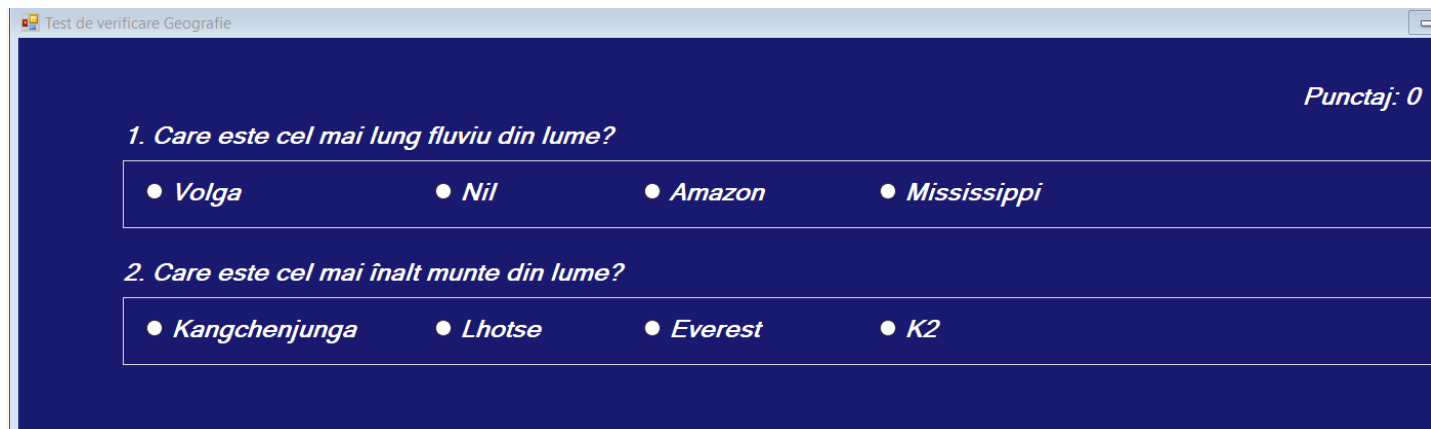 Test de verificare Geografie
Punctaj: 0
1. Care este cel mai lung fluviu din lume?
Volga Nil Amazon Mississippi
2. Care este cel mai înalt munte din lume?
Kangchenjunga Lhotse Everest K2